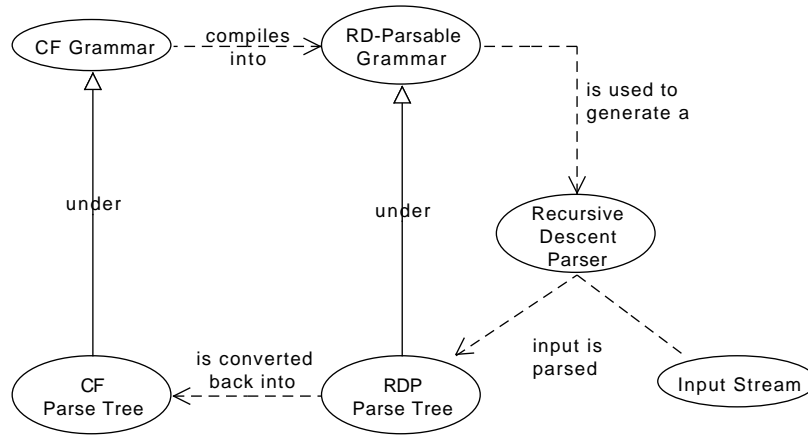 CF Grammar
compiles
into
RD-Parsable
Grammar
is used to
generate a
under
under
Recursive
Descent
Parser
input is
parsed
is converted
back into
CF
Parse Tree
RDP
Parse Tree
Input Stream